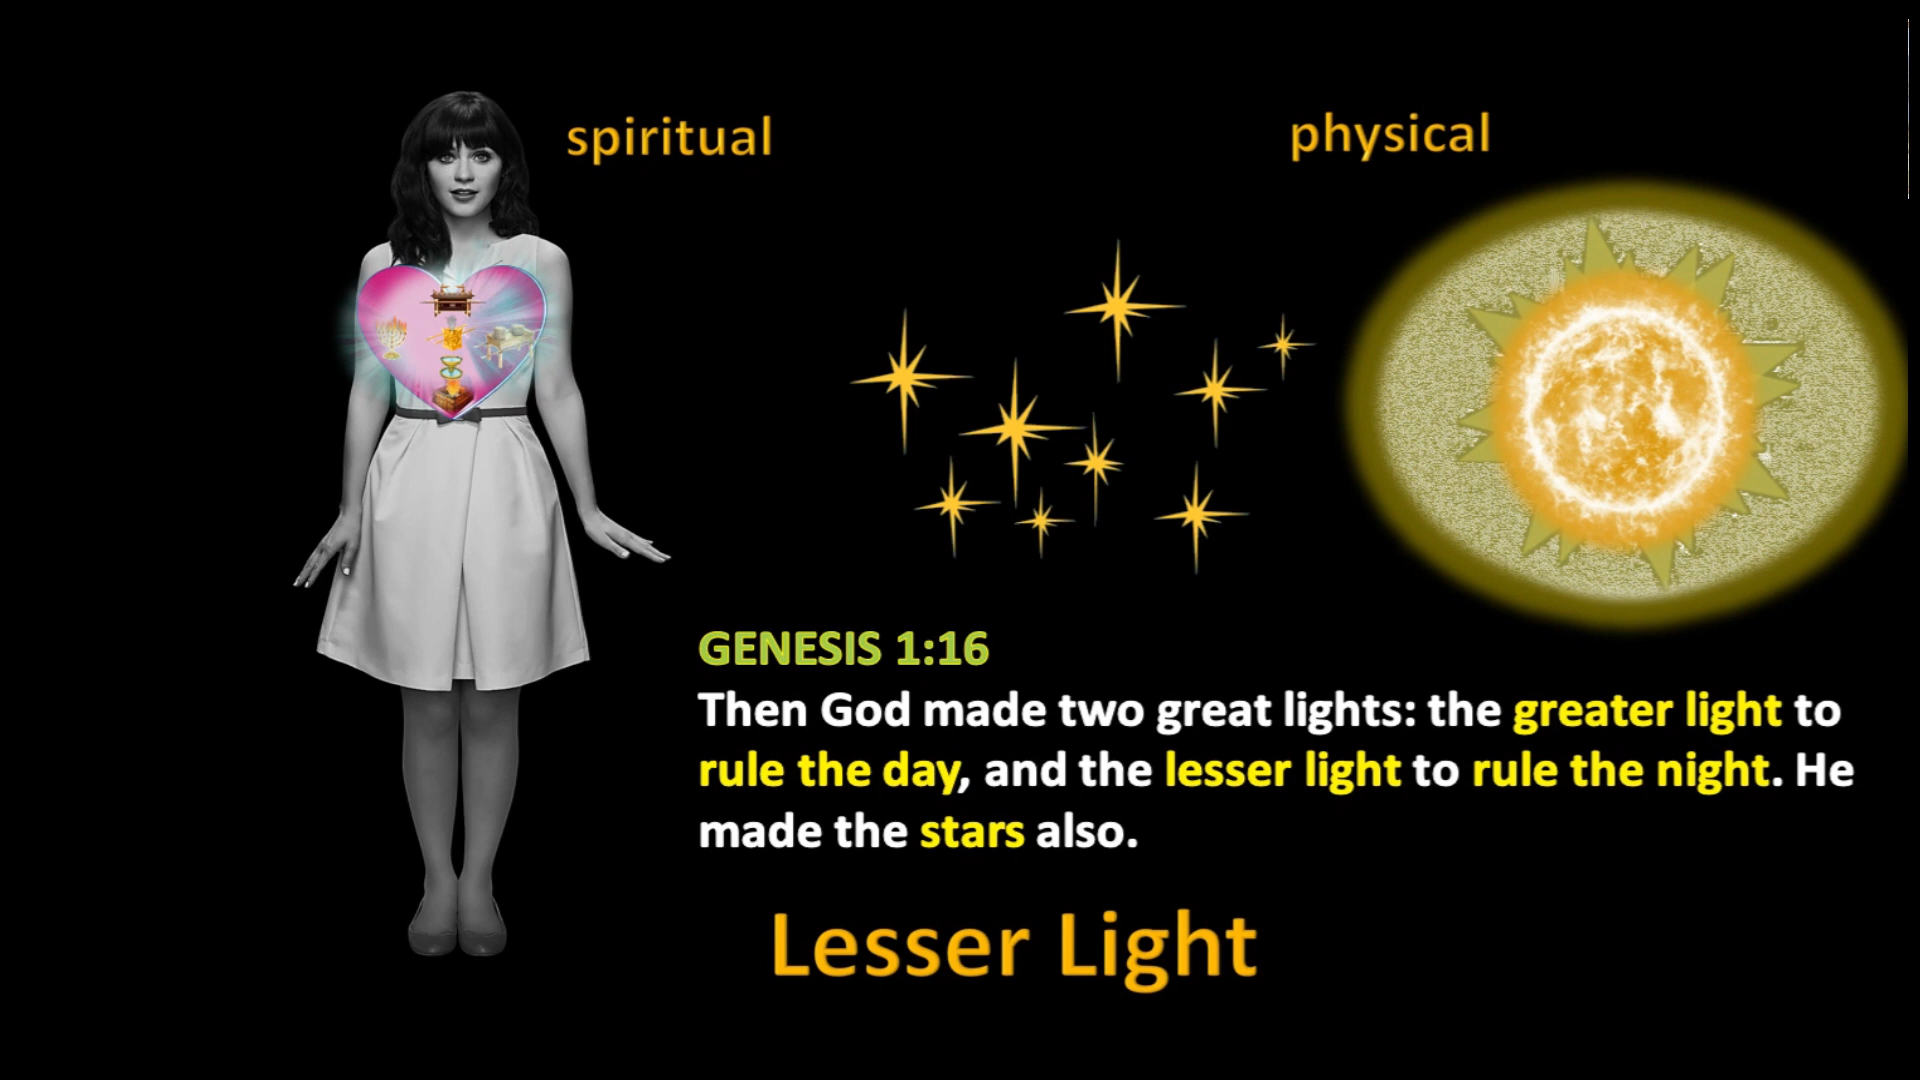 spiritual
physical
GENESIS 1:16
Then God made two great lights: the greater light to
rule the day, and the lesser light to rule the night. He
made the stars also.
Lesser Light